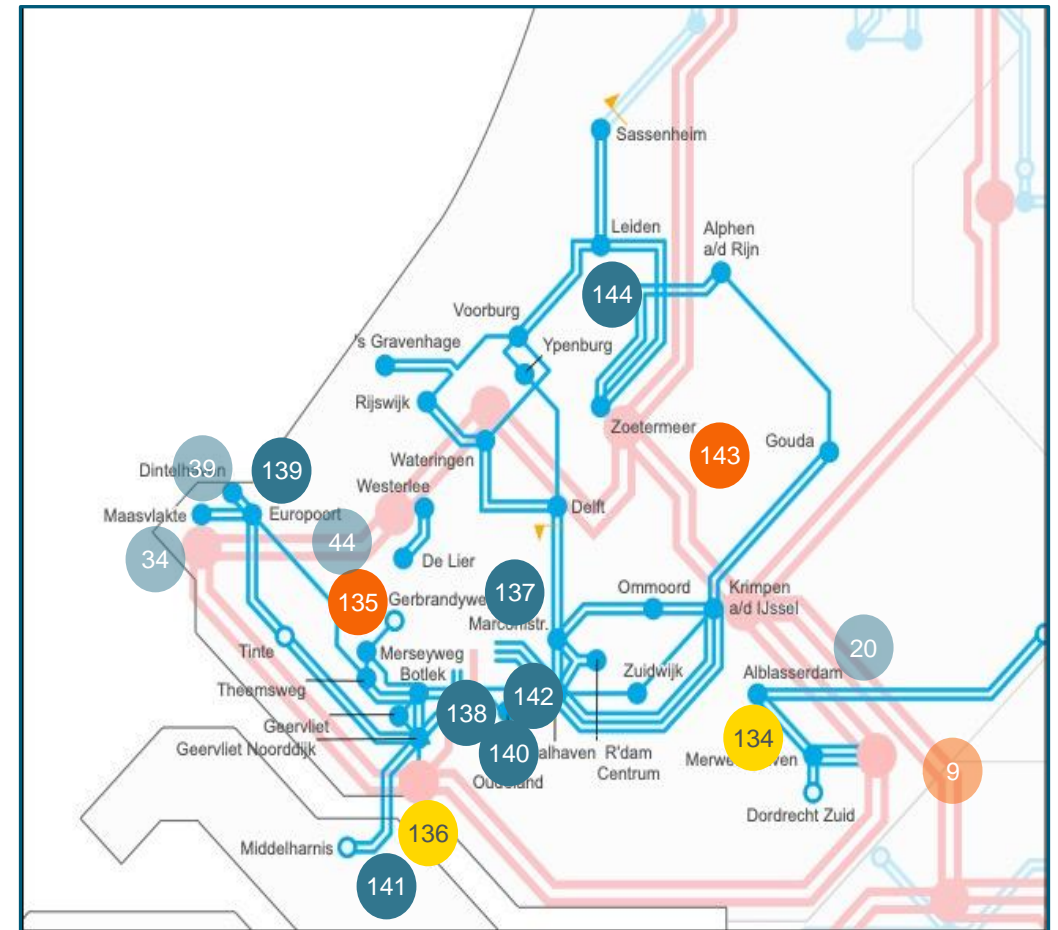 Sassenheim
Leiden
Alphen
a/d Rijn
144
Voorburg
's Gravenhage
Ypenburg
Rijswijk
Zoetermeer
143
Gouda
Wateringen
39
139
Westerlee
Maasvlakte
Europoort
Delft
44
34
De Lier
135
137
Ommoord
Krimpen
a/d IJssel
Tinte
Merseyweg
20
Botlek
Zuidwijk
Alblasserdam
Theemsweg
142
138
Geervliet
134
Geervliet Noorddijk
140
R'dam
Centrum
9
Dordrecht Zuid
136
Middelharnis
141